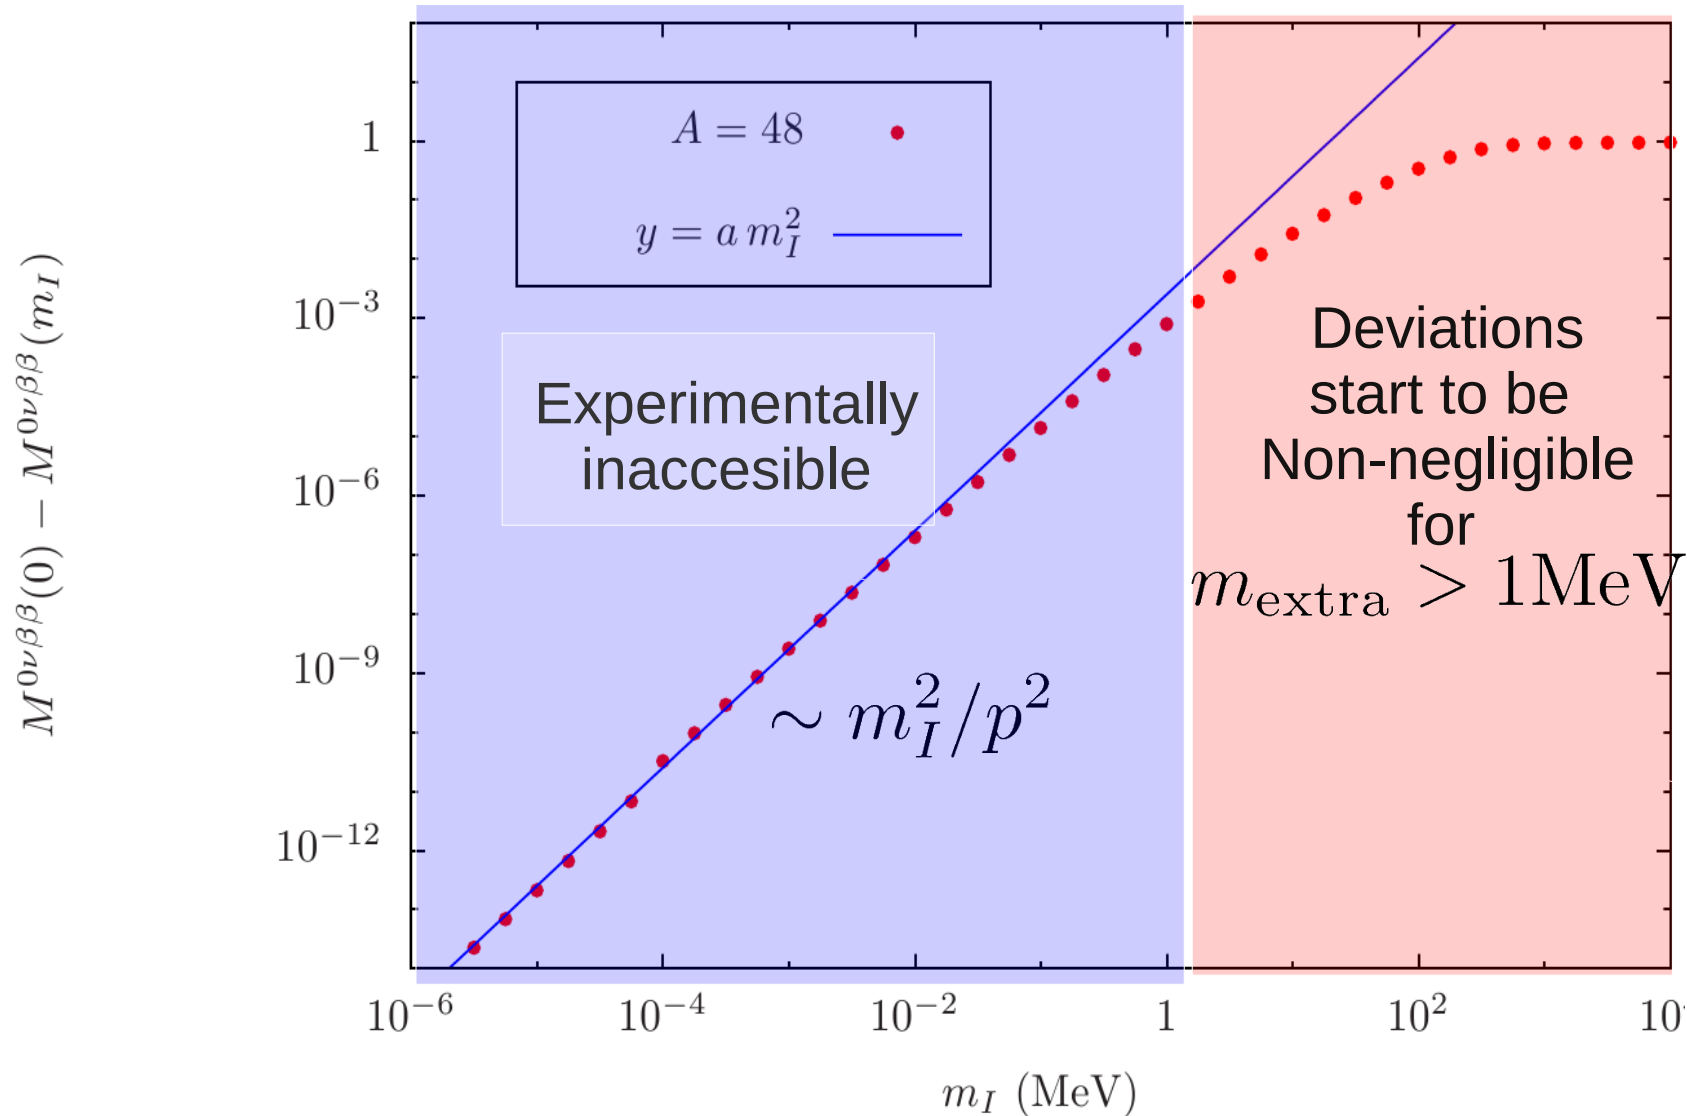 M^{0νββ}(0) − M^{0νββ}(m_I)
1
10^{-3}
10^{-6}
10^{-9}
10^{-12}
A = 48
y = a m_I^2
Experimentally
inaccesible
Deviations
start to be
Non-negligible
for
m_{extra} > 1MeV
∼ m_I^2/p^2
10^{-6}
10^{-4}
10^{-2}
1
10^2
m_I (MeV)